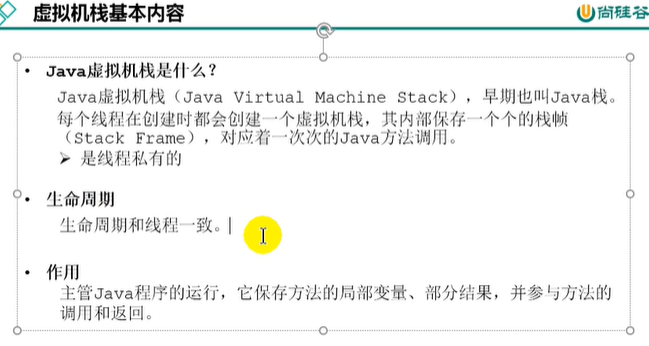 虚拟机栈基本内容
尚硅谷
• Java虚拟机栈是什么？
Java虚拟机栈（Java Virtual Machine Stack），早期也叫Java栈。
每个线程在创建时都会创建一个虚拟机栈，其内部保存一个个的栈帧
（Stack Frame），对应着一次次的Java方法调用。
➢ 是线程私有的
• 生命周期
生命周期和线程一致。
• 作用
主管Java程序的运行，它保存方法的局部变量、部分结果，并参与方法的
调用和返回。